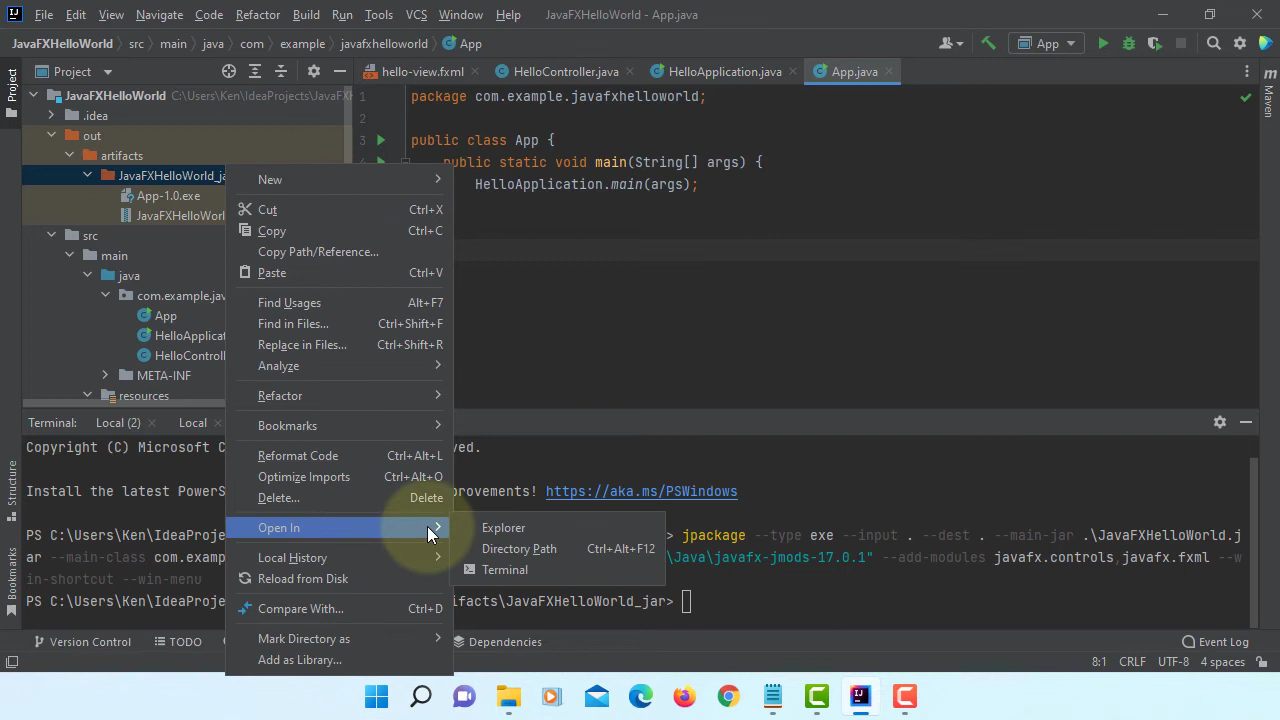 File Edit View Navigate Code Refactor Build Run Tools VCS Window Help JavaFXHelloWorld - App.java
JavaFXHelloWorld src main java com example javafxhelloworld App App
Project
Project hello-view.fxml HelloController.java HelloApplication.java App.java
Maven
JavaFXHelloWorld C:\Users\Ken\IdeaProjects\JavaFX
.idea
out
artifacts
JavaFXHelloWorld_ja
App-1.0.exe
JavaFXHelloWorl
src
main
java
com.example.jav
App
HelloApplicat
HelloControll
META-INF
resources
1 package com.example.javafxhelloworld;
2
3 public class App {
4 public static void main(String[] args) {
HelloApplication.main(args);
New
Cut Ctrl+X
Copy Ctrl+C
Copy Path/Reference...
Paste Ctrl+V
Find Usages Alt+F7
Find in Files... Ctrl+Shift+F
Replace in Files... Ctrl+Shift+R
Analyze
Refactor
Bookmarks
Reformat Code Ctrl+Alt+L
Optimize Imports Ctrl+Alt+O
Delete... Delete
Open In
Local History
Reload from Disk
Compare With... Ctrl+D
Mark Directory as
Add as Library...
Explorer
Directory Path Ctrl+Alt+F12
Terminal
Terminal: Local (2) Local
Copyright (C) Microsoft C ved.
Install the latest PowerS provements! https://aka.ms/PSWindows
PS C:\Users\Ken\IdeaProje > jpackage --type exe --input . --dest . --main-jar .\JavaFXHelloWorld.j
ar --main-class com.examp \Java\javafx-jmods-17.0.1" --add-modules javafx.controls,javafx.fxml --w
in-shortcut --win-menu
PS C:\Users\Ken\IdeaProje tifacts\JavaFXHelloWorld_jar>
Structure
Bookmarks
Version Control TODO Dependencies Event Log
8:1 CRLF UTF-8 4 spaces